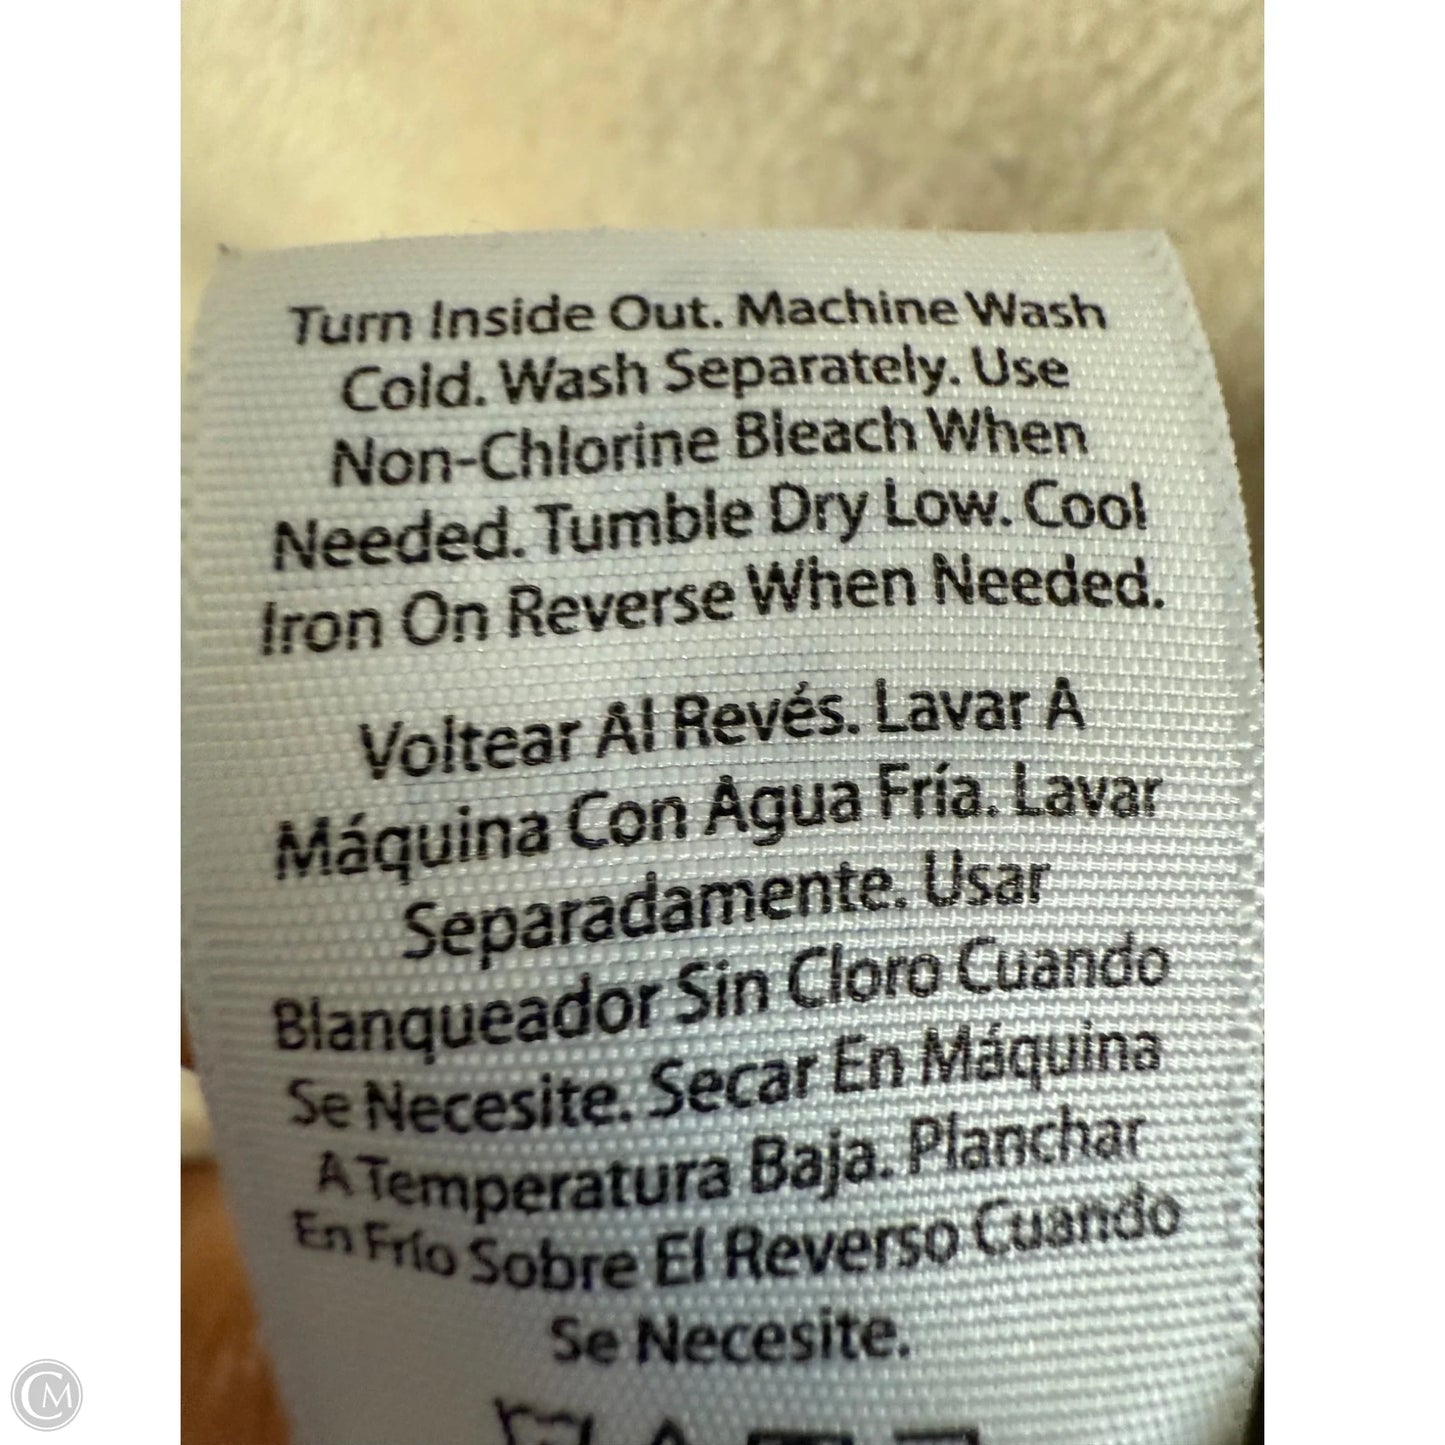 Turn Inside Out. Machine Wash
Cold. Wash Separately. Use
Non-Chlorine Bleach When
Needed. Tumble Dry Low. Cool
Iron On Reverse When Needed.
Voltear Al Revés. Lavar A
Máquina Con Agua Fría. Lavar
Separadamente. Usar
Blanqueador Sin Cloro Cuando
Se Necesite. Secar En Máquina
A Temperatura Baja. Planchar
En Frío Sobre El Reverso Cuando
Se Necesite.
CM